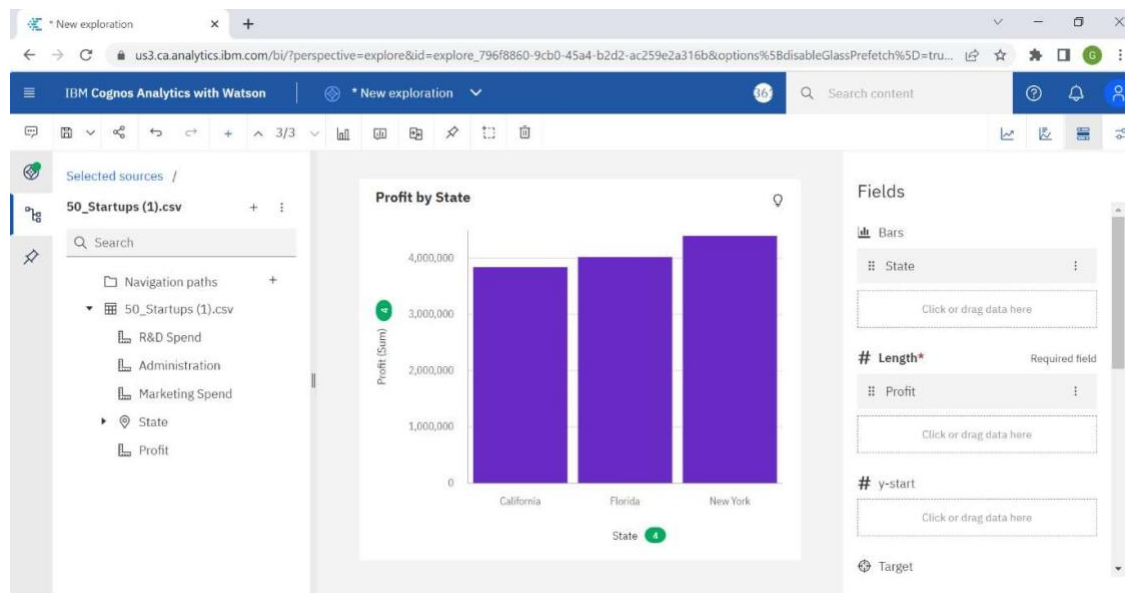 * New exploration
us3.ca.analytics.ibm.com/bi/?perspective=explore&id=explore_796f8860-9cb0-45a4-b2d2-ac259e2a316b&options%5BdisableGlassPrefetch%5D=tru...
G
IBM Cognos Analytics with Watson
* New exploration
36
Search content
3/3
Selected sources /
50_Startups (1).csv
Search
Navigation paths
50_Startups (1).csv
R&D Spend
Administration
Marketing Spend
State
Profit
Profit by State
4,000,000
3,000,000
2,000,000
1,000,000
0
Profit (Sum) 4
California Florida New York
State 4
Fields
Bars
State
Click or drag data here
# Length* Required field
Profit
Click or drag data here
# y-start
Click or drag data here
Target